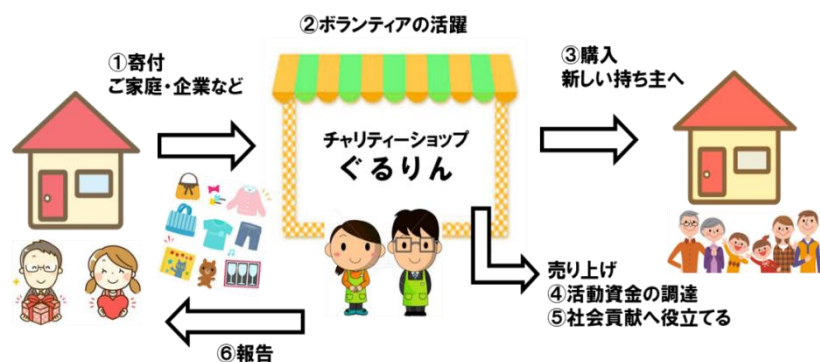 ②ボランティアの活躍
①寄付
ご家庭・企業など
③購入
新しい持ち主へ
チャリティーショップ
ぐるりん
売り上げ
④活動資金の調達
⑤社会貢献へ役立てる
⑥報告